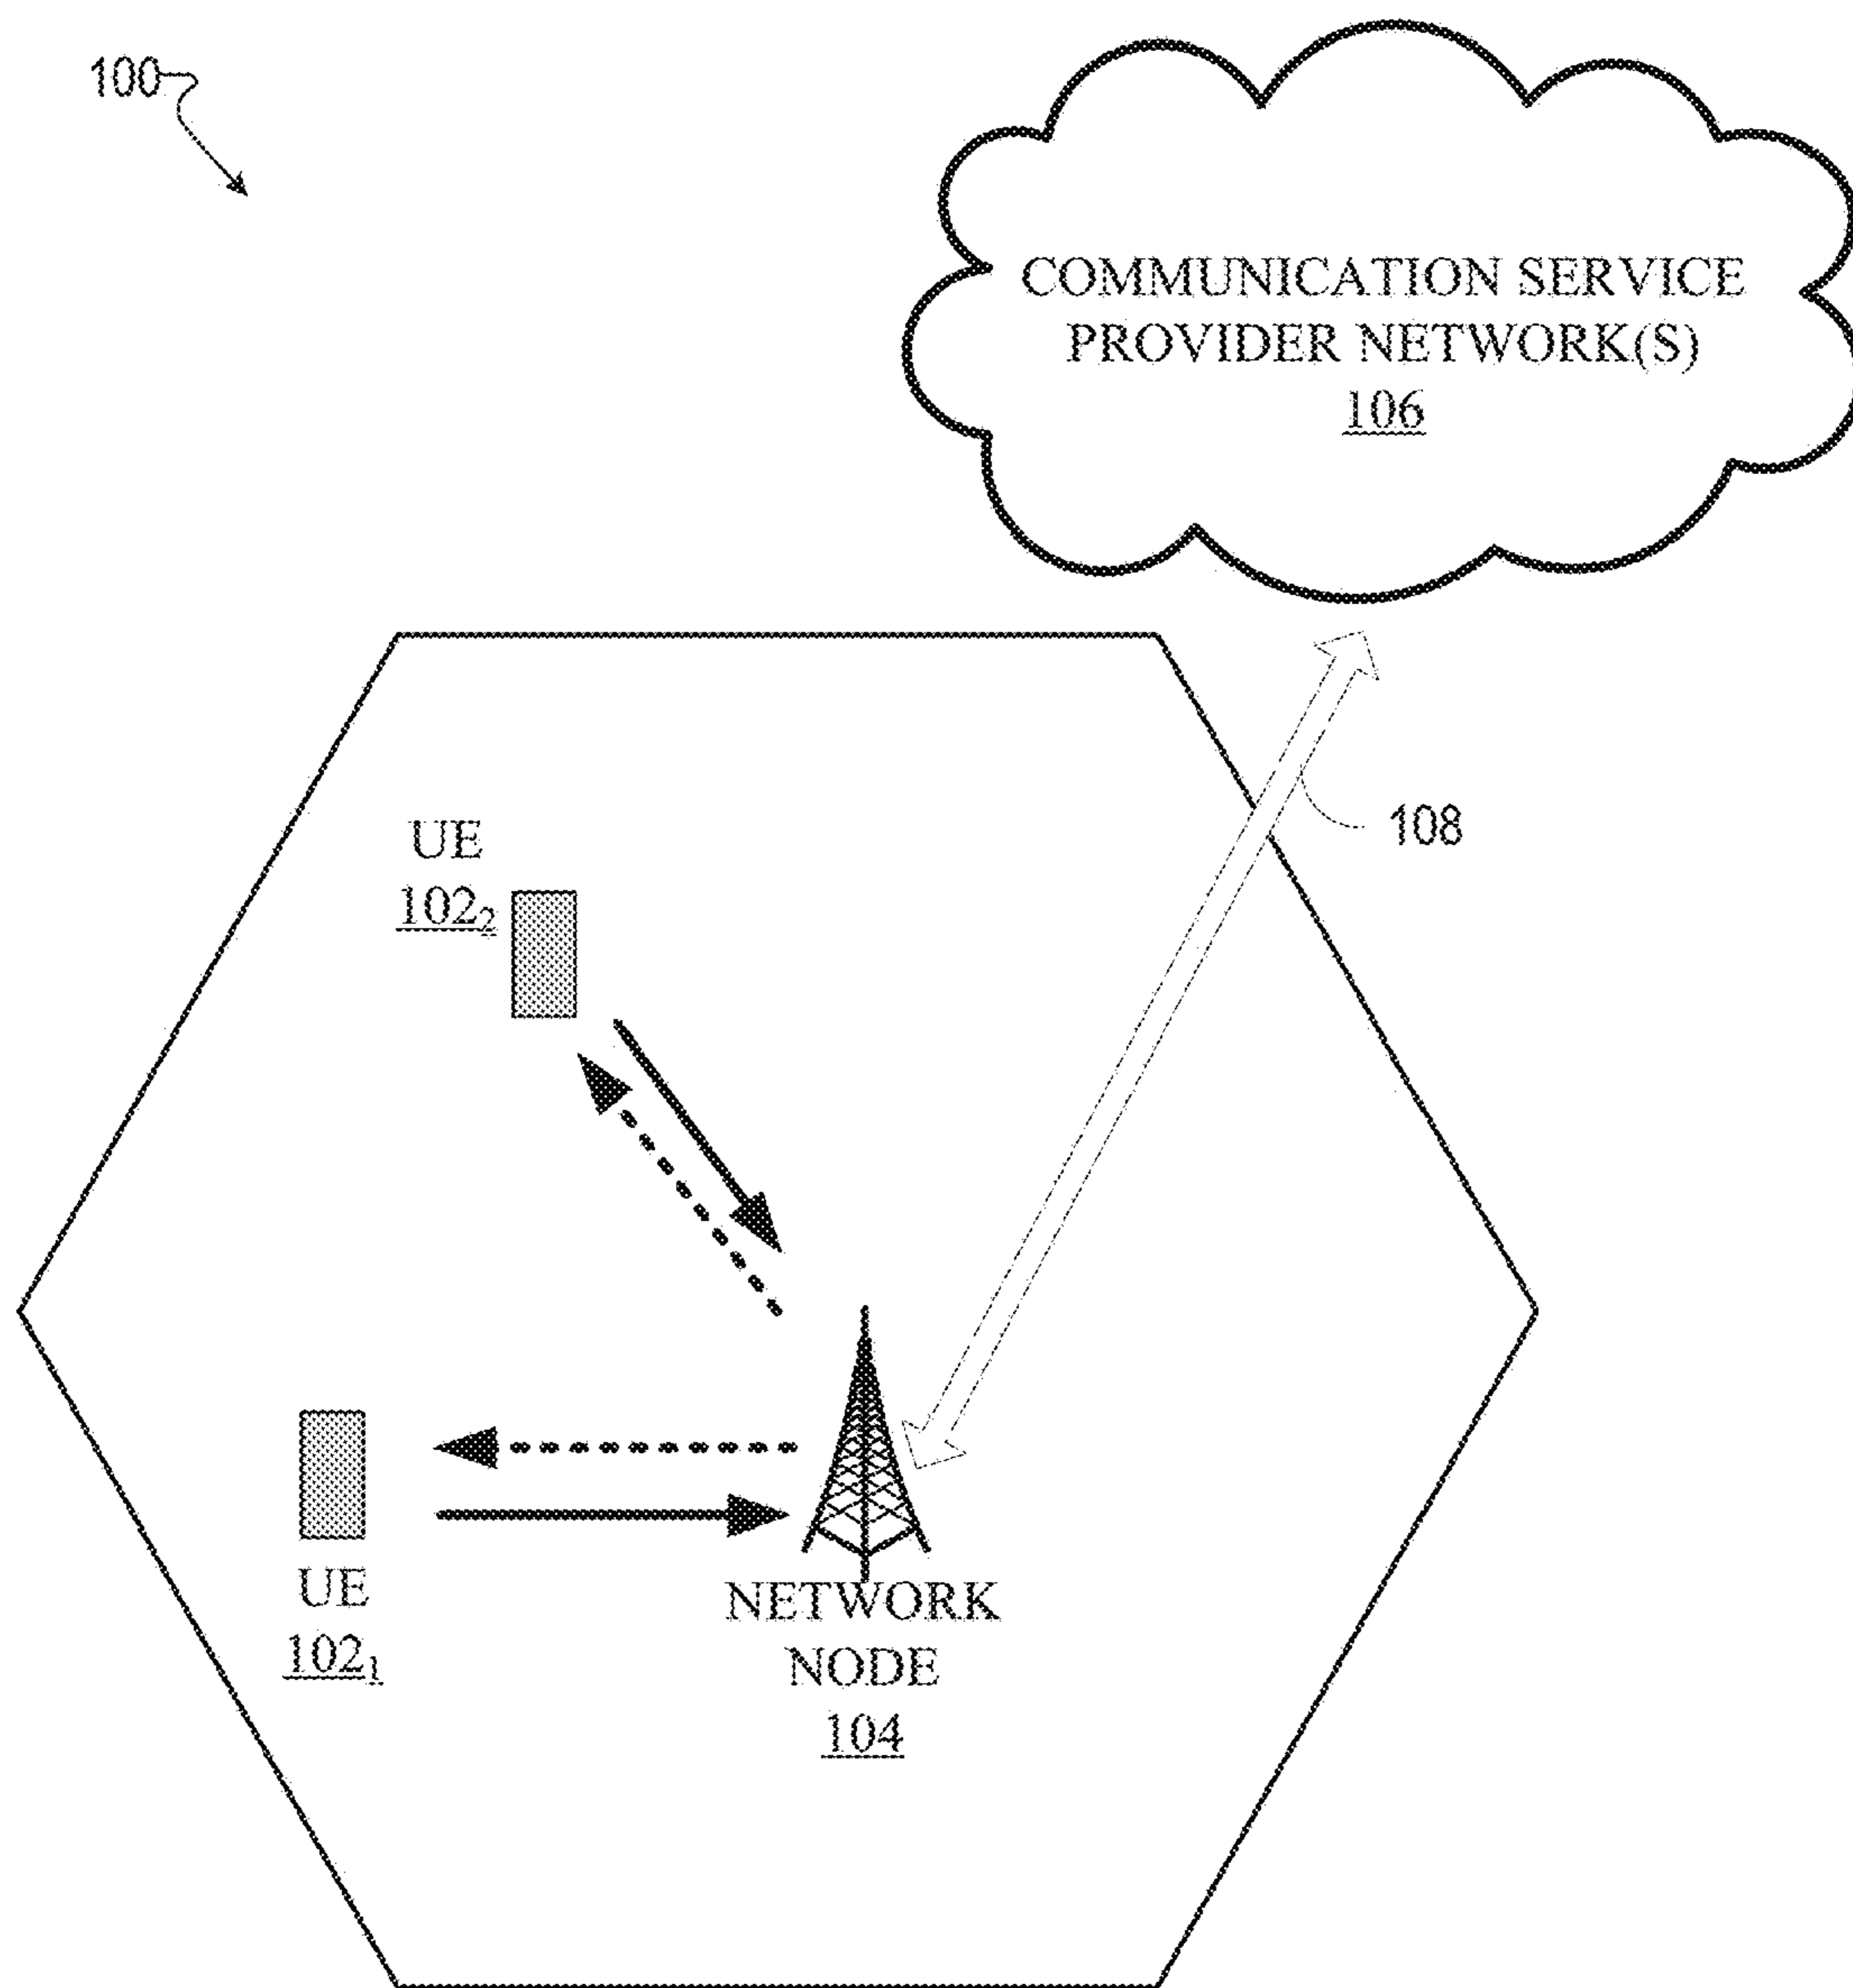 100
COMMUNICATION SERVICE
PROVIDER NETWORK(S)
106
108
UE
102₂
UE
102₁
NETWORK
NODE
104